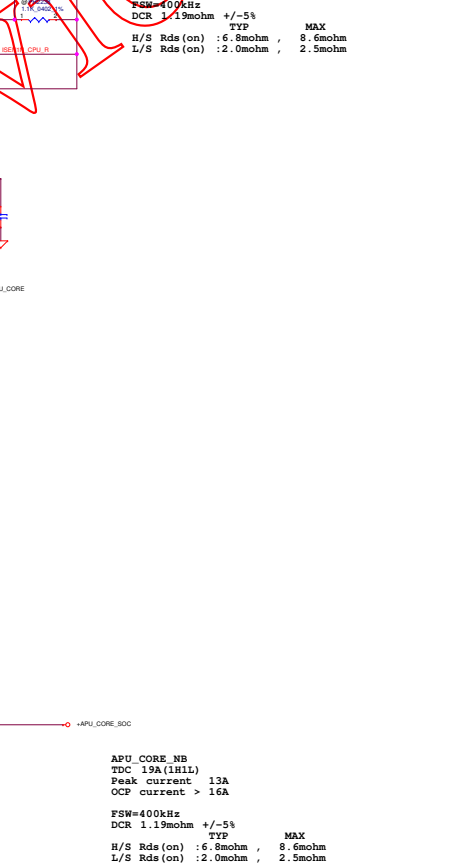 FSW=400kHz
DCR 1.19mohm +/-5%
TYP MAX
H/S Rds(on) :6.8mohm , 8.6mohm
L/S Rds(on) :2.0mohm , 2.5mohm
1.1K_0402_1%
1 2
CPU_R
U_CORE
+APU_CORE_SOC
APU_CORE_NB
TDC 19A(1H1L)
Peak current 13A
OCP current > 16A
FSW=400kHz
DCR 1.19mohm +/-5%
TYP MAX
H/S Rds(on) :6.8mohm , 8.6mohm
L/S Rds(on) :2.0mohm , 2.5mohm